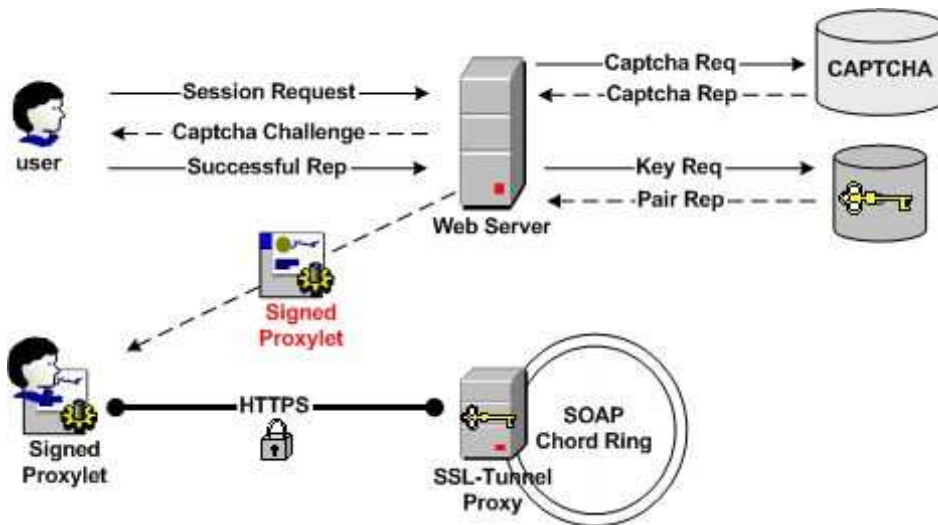 Session Request
Captcha Challenge
Successful Rep
user
Captcha Req
Captcha Rep
CAPTCHA
Key Req
Pair Rep
Web Server
Signed
Proxylet
HTTPS
Signed
Proxylet
SOAP
Chord Ring
SSL-Tunnel
Proxy